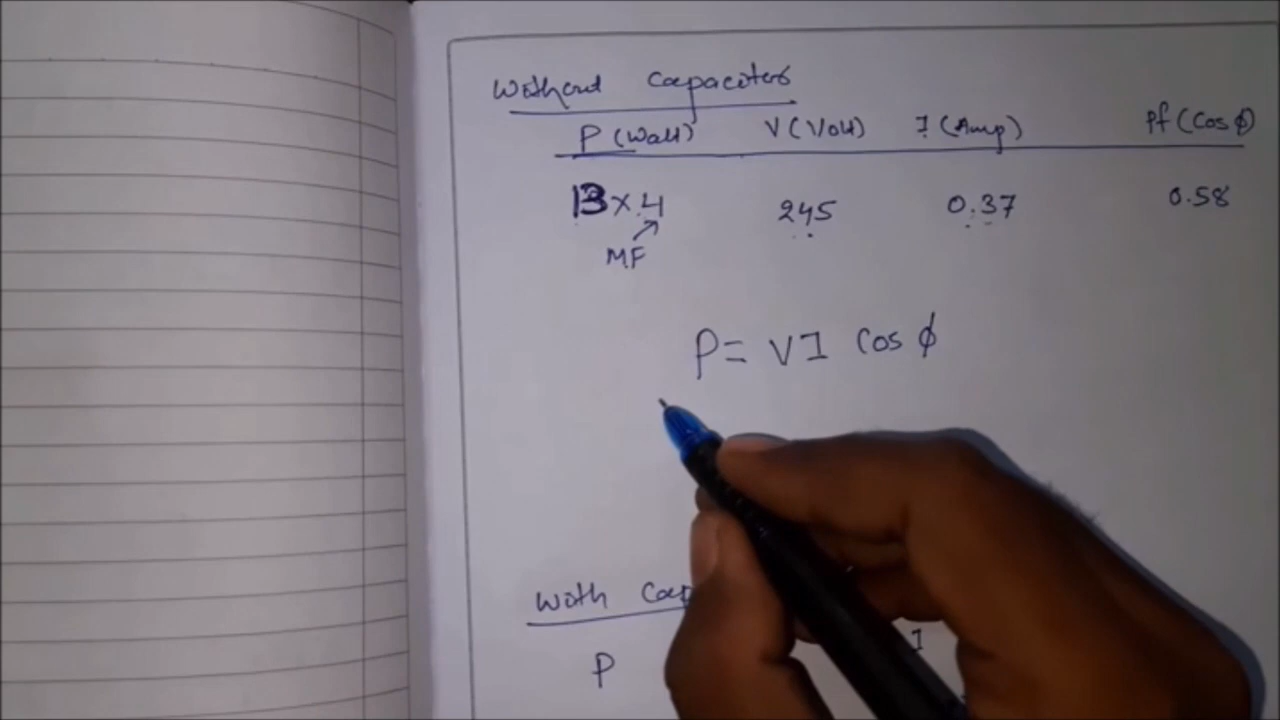 Without Capacitors
P (Watt) V (Volt) I (Amp) Pf (Cos ϕ)
13 x 4 245 0.37 0.58
MF
P = VI Cos ϕ
With
P I